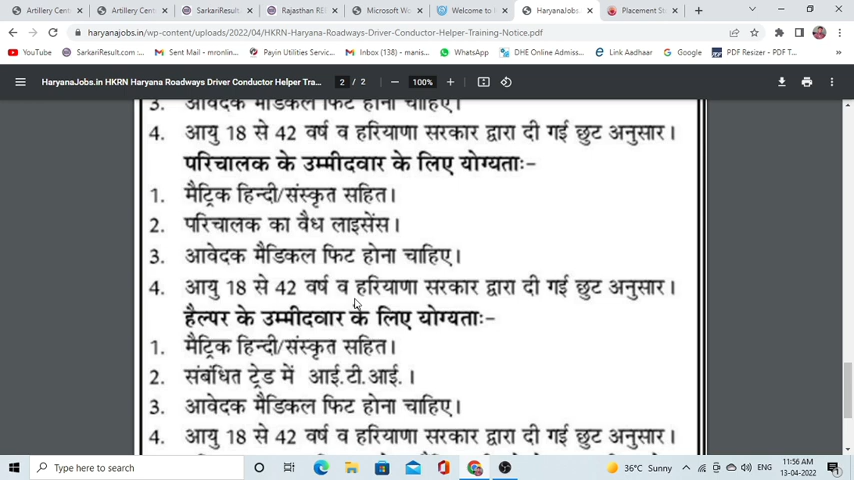 Artillery Cent
Artillery Cent
SarkariResult.
Rajasthan REE
Microsoft Wo
Welcome to I
HaryanaJobs.
Placement Sta
haryanajobs.in/wp-content/uploads/2022/04/HKRN-Haryana-Roadways-Driver-Conductor-Helper-Training-Notice.pdf
YouTube SarkariResult.com :... Sent Mail - mronlin... Payin Utilities Servic... Inbox (138) - manis... WhatsApp DHE Online Admissi... Link Aadhaar Google PDF Resizer PDF Editor
HaryanaJobs.in HKRN Haryana Roadways Driver Conductor Helper Tra... 2 / 2 100%
3. आवेदक मैडिकल फिट होना चाहिए।
4. आयु 18 से 42 वर्ष व हरियाणा सरकार द्वारा दी गई छुट अनुसार।
परिचालक के उम्मीदवार के लिए योग्यताः-
1. मैट्रिक हिन्दी/संस्कृत सहित।
2. परिचालक का वैध लाइसेंस।
3. आवेदक मैडिकल फिट होना चाहिए।
4. आयु 18 से 42 वर्ष व हरियाणा सरकार द्वारा दी गई छुट अनुसार।
हैल्पर के उम्मीदवार के लिए योग्यताः-
1. मैट्रिक हिन्दी/संस्कृत सहित।
2. संबंधित ट्रेड में आई.टी.आई.।
3. आवेदक मैडिकल फिट होना चाहिए।
4. आयु 18 से 42 वर्ष व हरियाणा सरकार द्वारा दी गई छुट अनुसार।
Type here to search
36°C Sunny
ENG
11:56 AM
13-04-2022